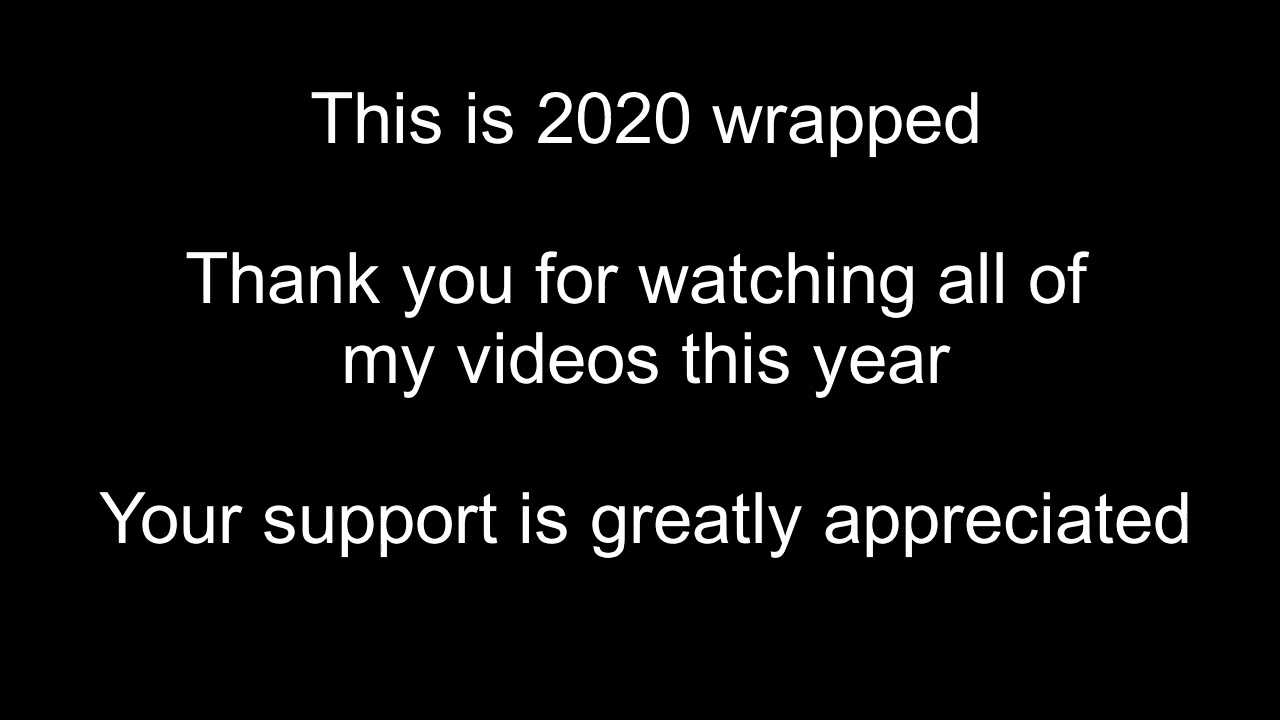 This is 2020 wrapped
Thank you for watching all of
my videos this year
Your support is greatly appreciated